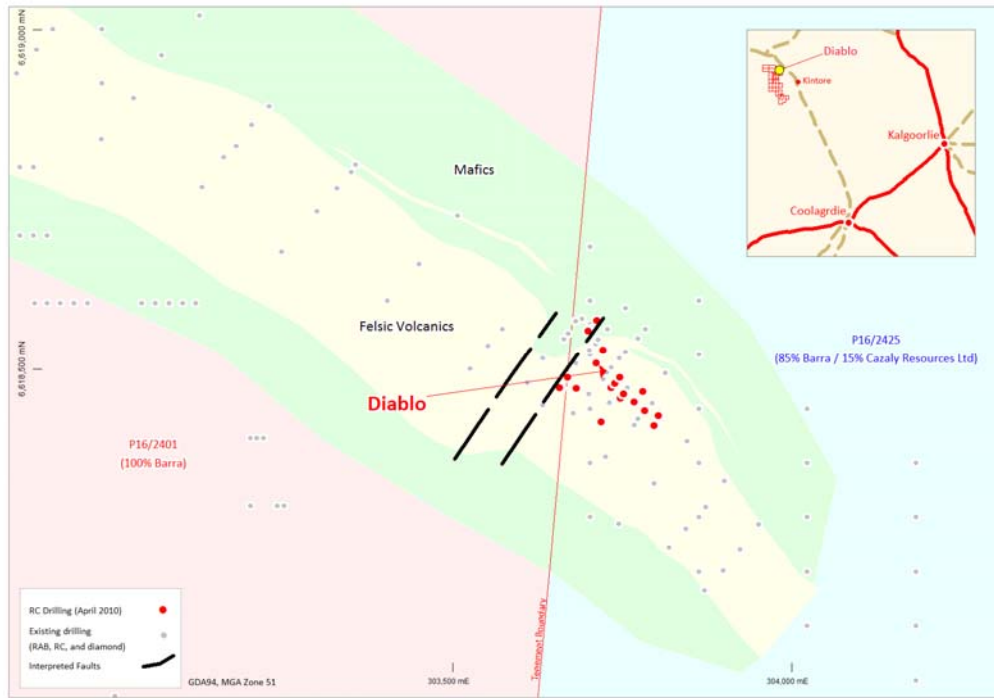 6,619,000 mN
Diablo
Kintore
Kalgoorlie
Coolagrdie
Mafics
Felsic Volcanics
6,618,500 mN
P16/2425
(85% Barra / 15% Cazaly Resources Ltd)
Diablo
P16/2401
(100% Barra)
RC Drilling (April 2010)
Existing drilling
(RAB, RC, and diamond)
Interpreted Faults
Tenement Boundary
GDA94, MGA Zone 51
303,500 mE
304,000 mE